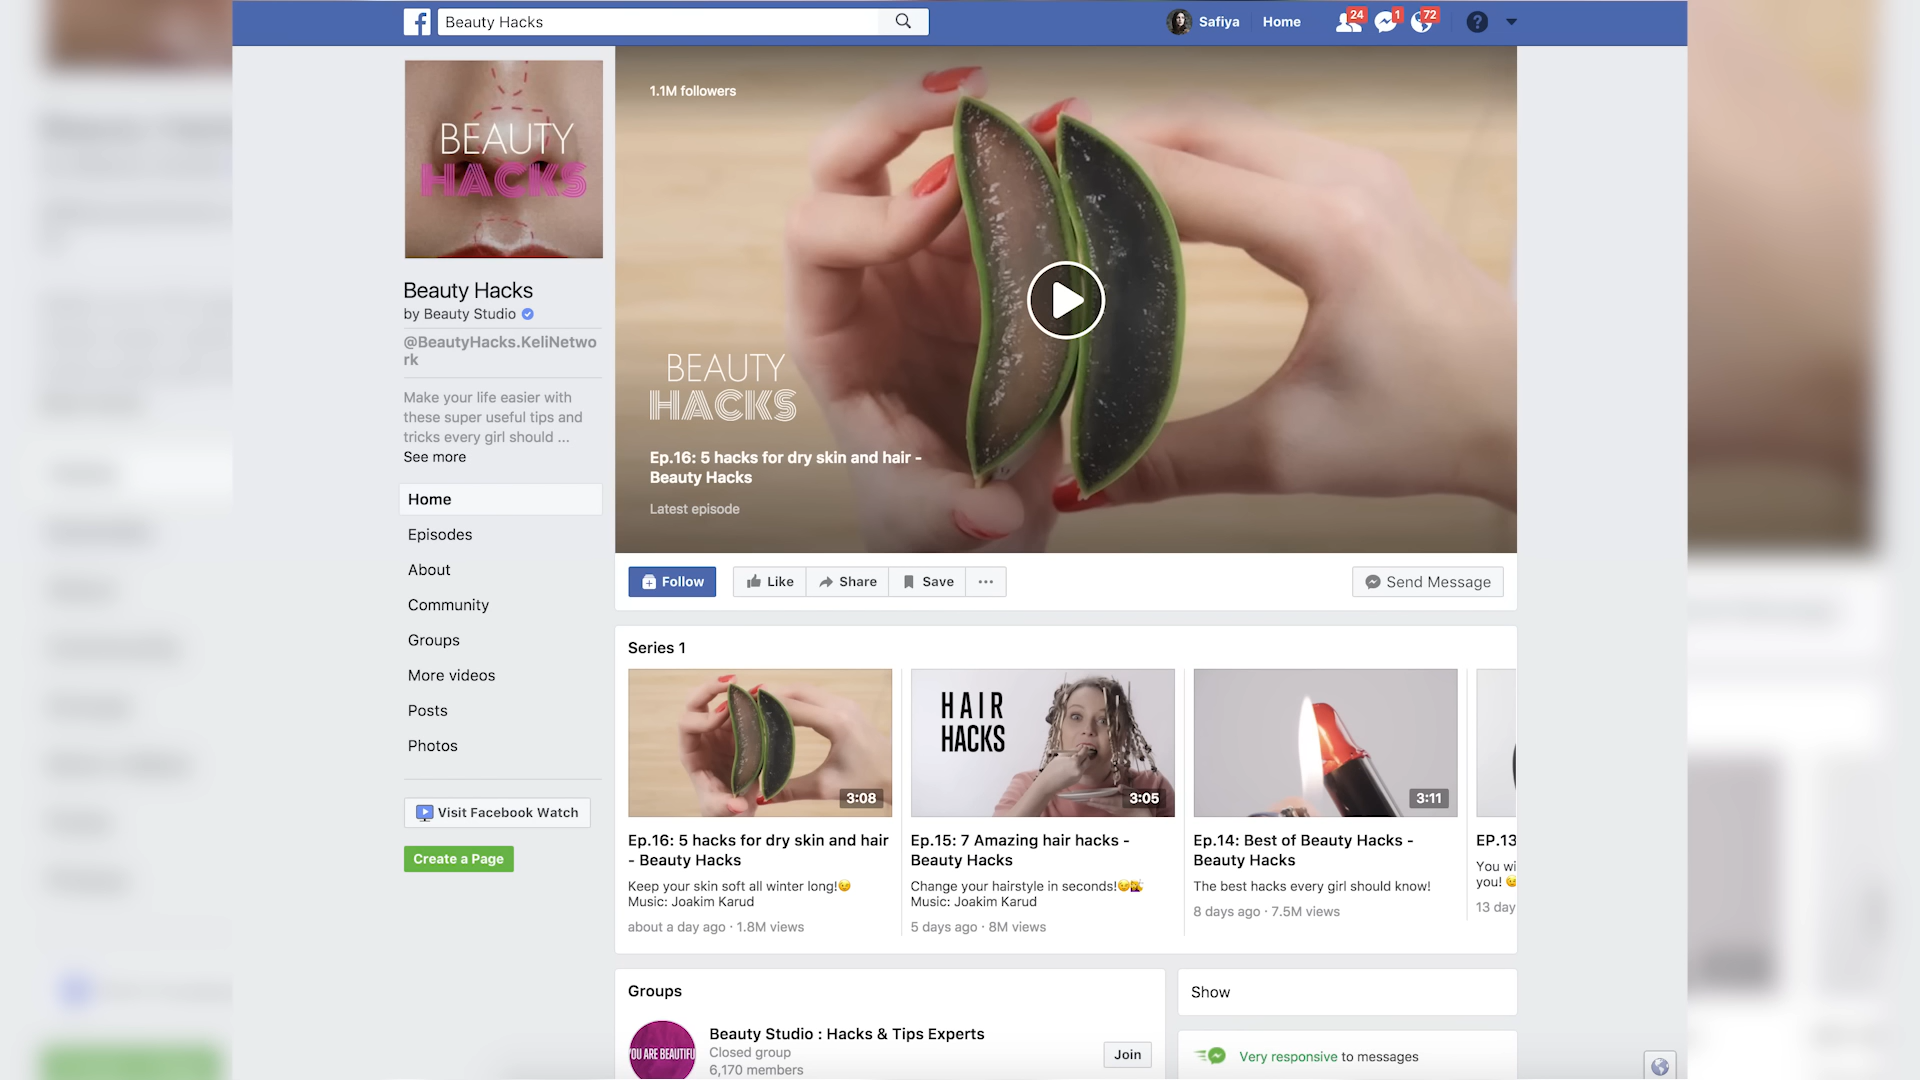 Beauty Hacks
Safiya
Home
24
1
72
BEAUTY
HACKS
Beauty Hacks
by Beauty Studio
@BeautyHacks.KeliNetwo
rk
Make your life easier with
these super useful tips and
tricks every girl should ...
See more
Home
Episodes
About
Community
Groups
More videos
Posts
Photos
Visit Facebook Watch
Create a Page
1.1M followers
BEAUTY
HACKS
Ep.16: 5 hacks for dry skin and hair -
Beauty Hacks
Latest episode
Follow
Like
Share
Save
Send Message
Series 1
3:08
Ep.16: 5 hacks for dry skin and hair
- Beauty Hacks
Keep your skin soft all winter long!😉
Music: Joakim Karud
about a day ago · 1.8M views
HAIR
HACKS
3:05
Ep.15: 7 Amazing hair hacks -
Beauty Hacks
Change your hairstyle in seconds!
Music: Joakim Karud
5 days ago · 8M views
3:11
Ep.14: Best of Beauty Hacks -
Beauty Hacks
The best hacks every girl should know!
8 days ago · 7.5M views
EP.13
You wi
you!
13 day
Groups
YOU ARE BEAUTIFU
Beauty Studio : Hacks & Tips Experts
Closed group
6,170 members
Join
Show
Very responsive to messages